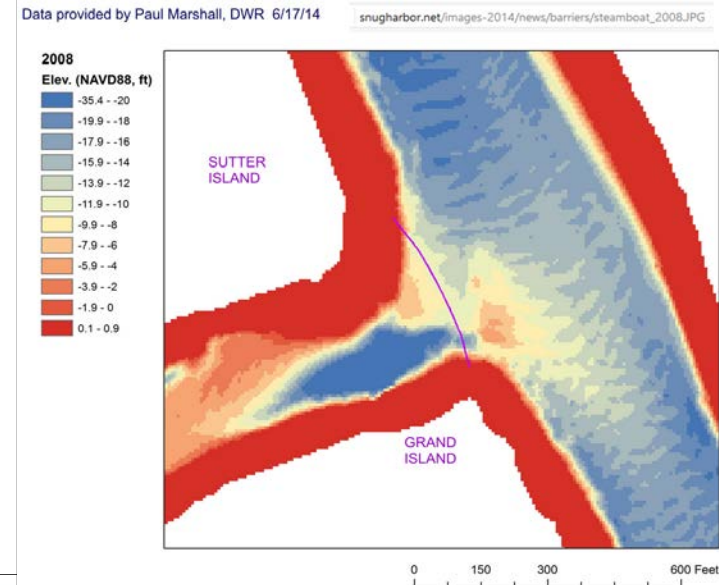 Data provided by Paul Marshall, DWR 6/17/14
snugharbor.net/images-2014/news/barriers/steamboat_2008.JPG
2008
Elev. (NAVD88, ft)
-35.4 - -20
-19.9 - -18
-17.9 - -16
-15.9 - -14
-13.9 - -12
-11.9 - -10
-9.9 - -8
-7.9 - -6
-5.9 - -4
-3.9 - -2
-1.9 - 0
0.1 - 0.9
SUTTER
ISLAND
GRAND
ISLAND
0 150 300 600 Feet